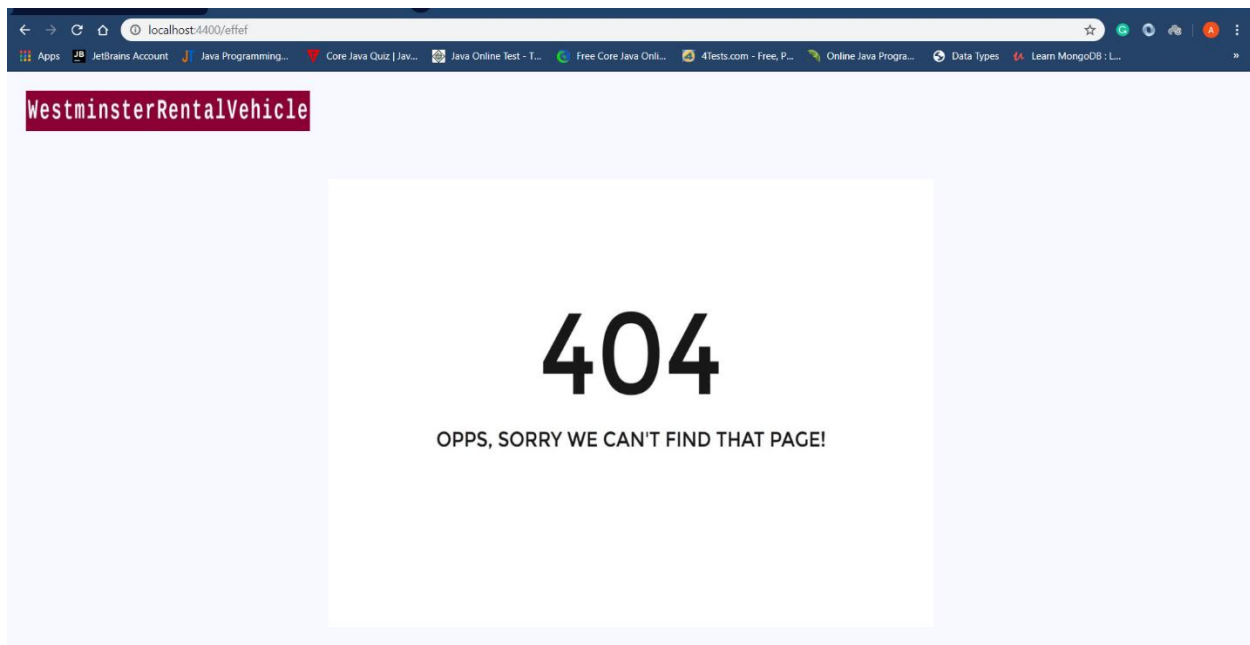 localhost:4400/effef
Apps JetBrains Account Java Programming... Core Java Quiz | Jav... Java Online Test - T... Free Core Java Onli... 4Tests.com - Free, P... Online Java Progra... Data Types Learn MongoDB : L... »
WestminsterRentalVehicle
404
OPPS, SORRY WE CAN'T FIND THAT PAGE!